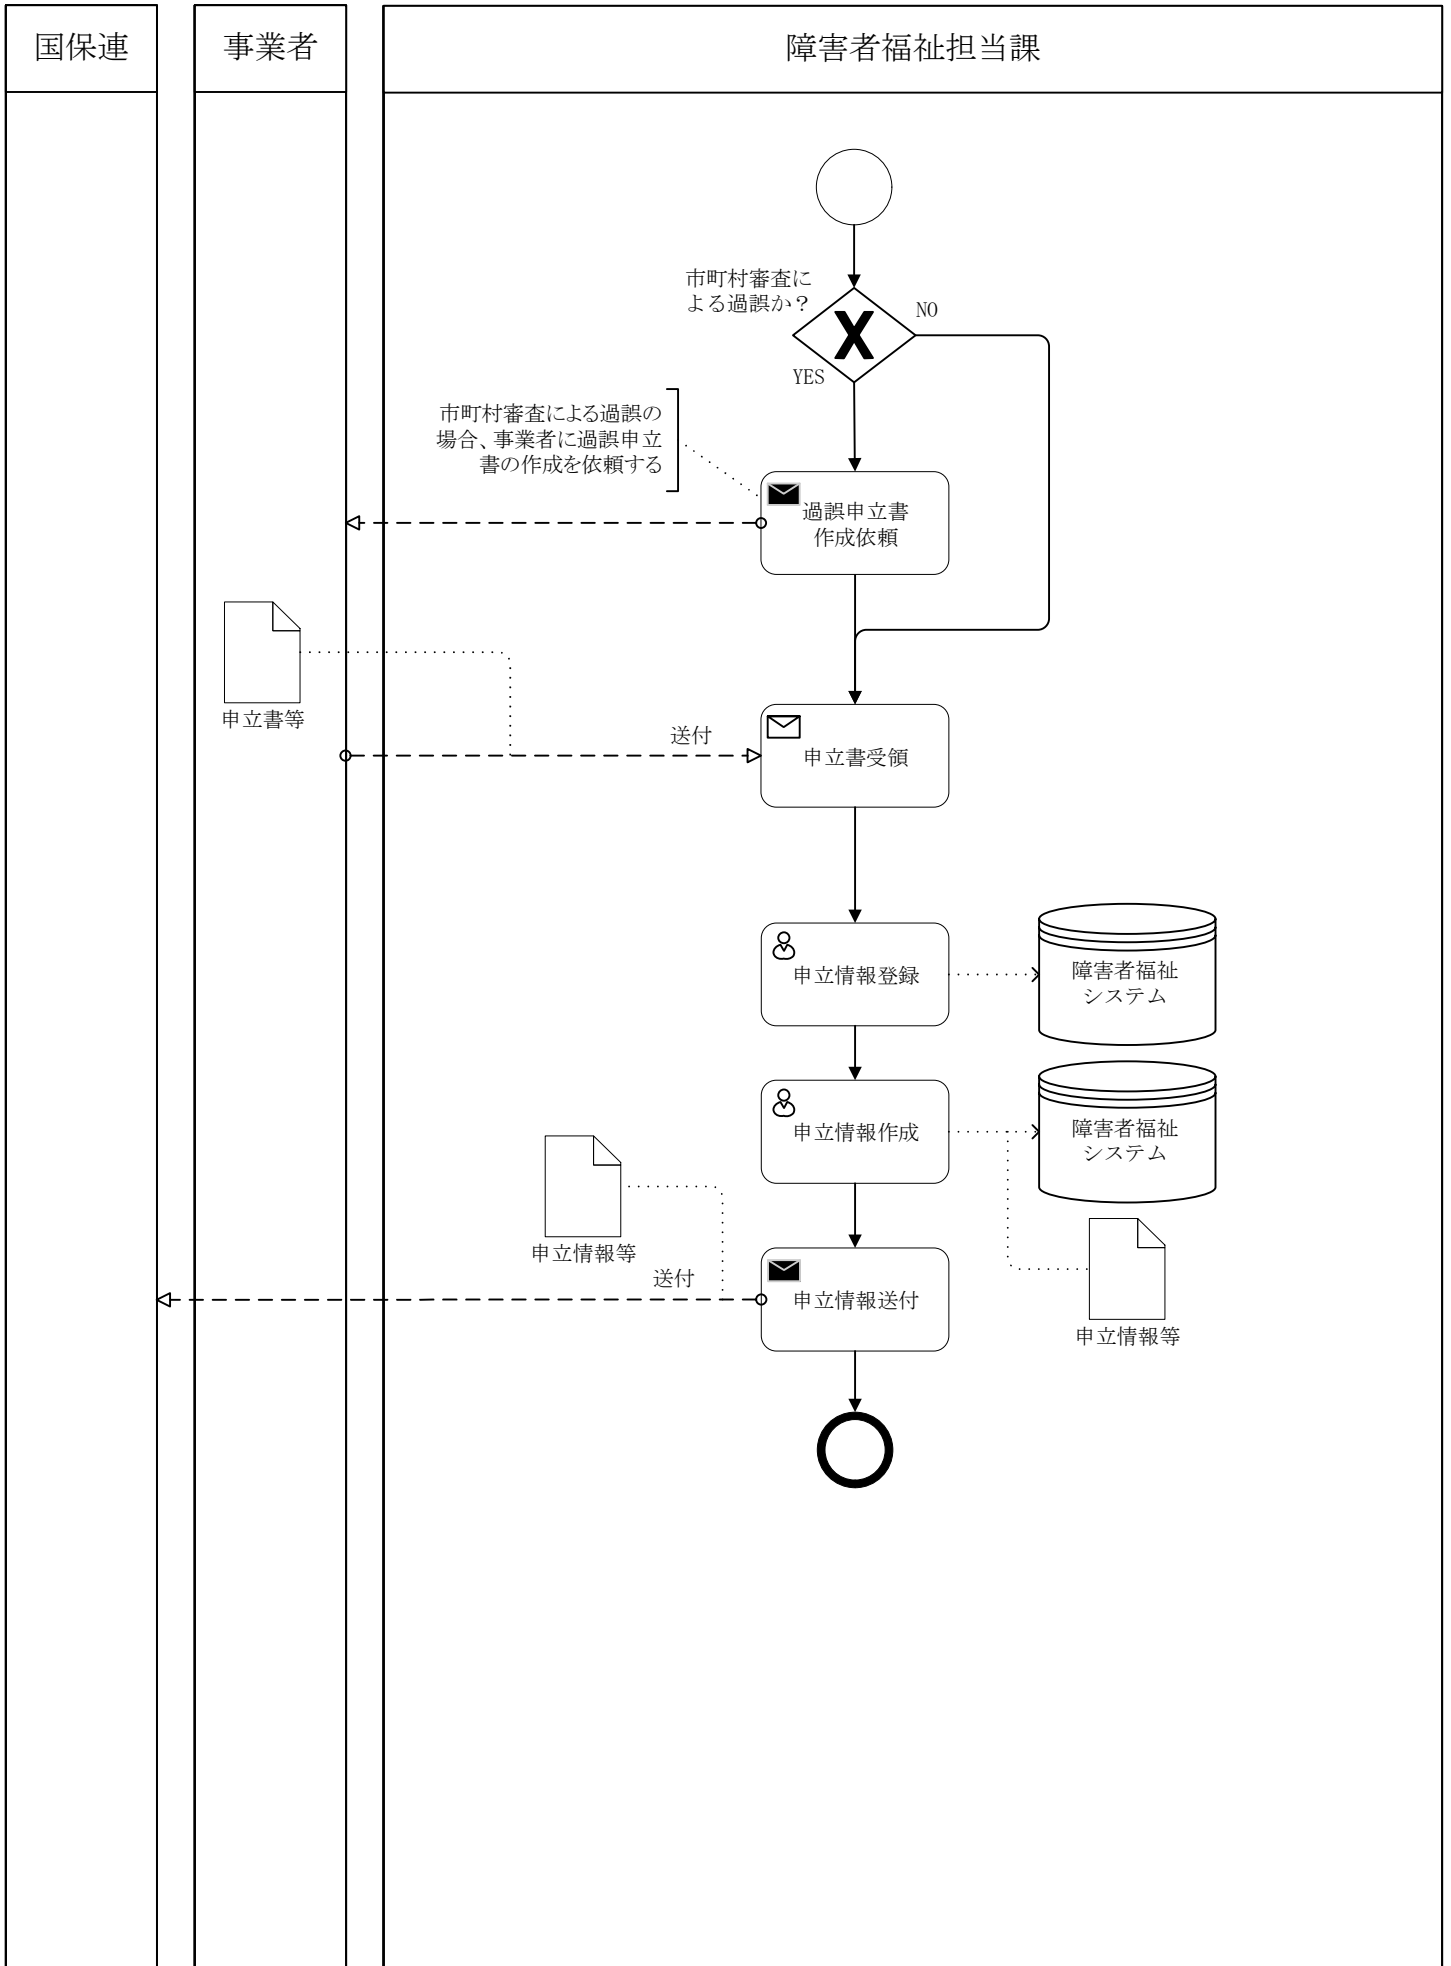 国保連
事業者
障害者福祉担当課
市町村審査に
よる過誤か？
NO
YES
市町村審査による過誤の
場合、事業者に過誤申立
書の作成を依頼する
過誤申立書
作成依頼
申立書等
送付
申立書受領
申立情報登録
障害者福祉
システム
申立情報作成
障害者福祉
システム
申立情報等
送付
申立情報送付
申立情報等